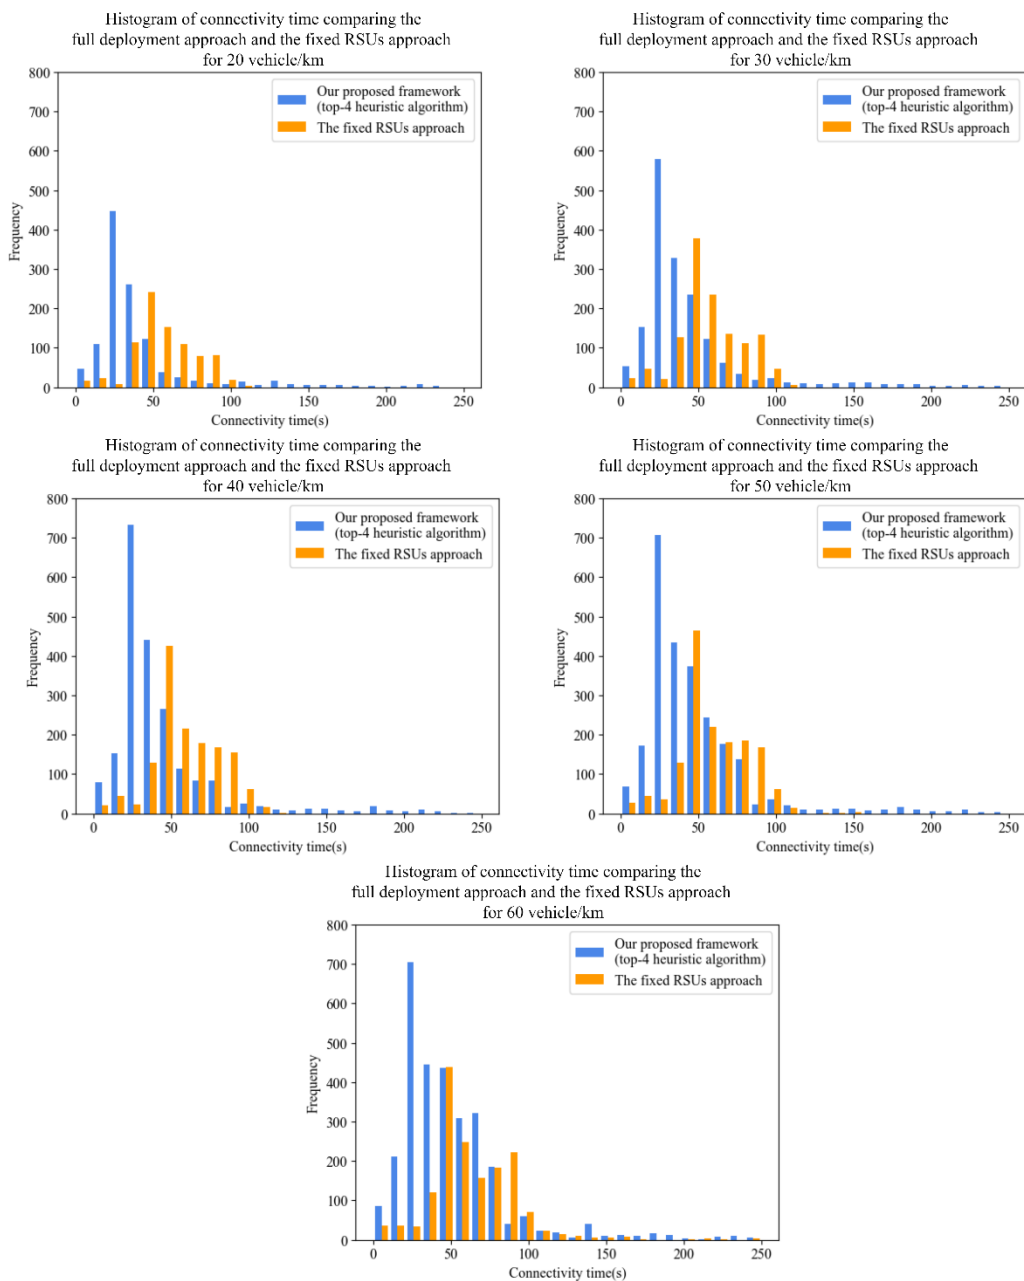 Histogram of connectivity time comparing the
full deployment approach and the fixed RSUs approach
for 20 vehicle/km
800
700
600
500
400
300
200
100
0
Frequency
Our proposed framework
(top-4 heuristic algorithm)
The fixed RSUs approach
0 50 100 150 200 250
Connectivity time(s)
Histogram of connectivity time comparing the
full deployment approach and the fixed RSUs approach
for 30 vehicle/km
800
700
600
500
400
300
200
100
0
Frequency
Our proposed framework
(top-4 heuristic algorithm)
The fixed RSUs approach
0 50 100 150 200 250
Connectivity time(s)
Histogram of connectivity time comparing the
full deployment approach and the fixed RSUs approach
for 40 vehicle/km
800
700
600
500
400
300
200
100
0
Frequency
Our proposed framework
(top-4 heuristic algorithm)
The fixed RSUs approach
0 50 100 150 200 250
Connectivity time(s)
Histogram of connectivity time comparing the
full deployment approach and the fixed RSUs approach
for 50 vehicle/km
800
700
600
500
400
300
200
100
0
Frequency
Our proposed framework
(top-4 heuristic algorithm)
The fixed RSUs approach
0 50 100 150 200 250
Connectivity time(s)
Histogram of connectivity time comparing the
full deployment approach and the fixed RSUs approach
for 60 vehicle/km
800
700
600
500
400
300
200
100
0
Frequency
Our proposed framework
(top-4 heuristic algorithm)
The fixed RSUs approach
0 50 100 150 200 250
Connectivity time(s)